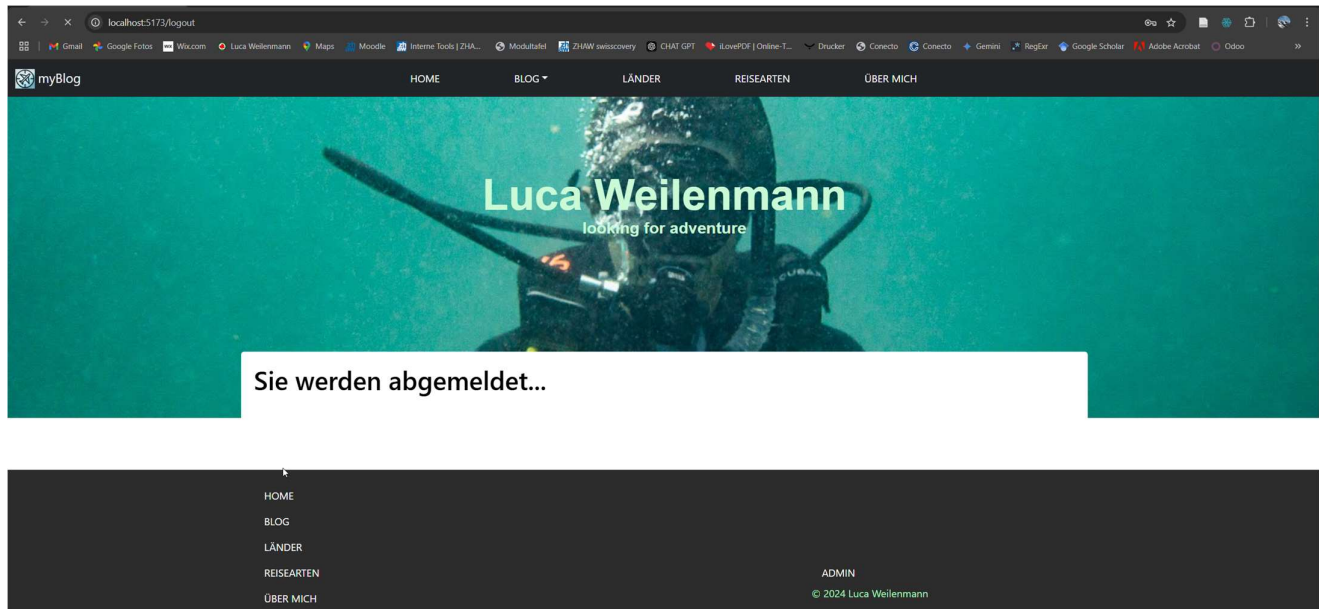 localhost:5173/logout
Gmail Google Fotos Wix.com Luca Weilenmann Maps Moodle Interne Tools | ZHA... Modultafel ZHAW swisscovery CHAT GPT iLovePDF | Online-T... Drucker Conecto Conecto Gemini RegExr Google Scholar Adobe Acrobat Odoo »
myBlog HOME BLOG LÄNDER REISEARTEN ÜBER MICH
Luca Weilenmann
looking for adventure
SCUBA
Sie werden abgemeldet...
HOME
BLOG
LÄNDER
REISEARTEN
ADMIN
ÜBER MICH
© 2024 Luca Weilenmann